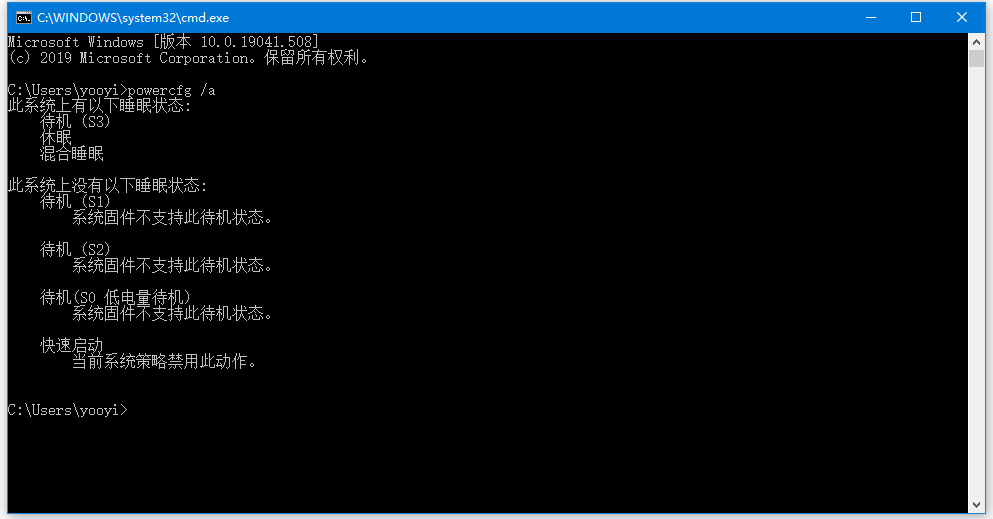 C:\WINDOWS\system32\cmd.exe
Microsoft Windows [版本 10.0.19041.508]
(c) 2019 Microsoft Corporation。保留所有权利。
C:\Users\yooyi>powercfg /a
此系统上有以下睡眠状态:
待机 (S3)
休眠
混合睡眠
此系统上没有以下睡眠状态:
待机 (S1)
系统固件不支持此待机状态。
待机 (S2)
系统固件不支持此待机状态。
待机(S0 低电量待机)
系统固件不支持此待机状态。
快速启动
当前系统策略禁用此动作。
C:\Users\yooyi>